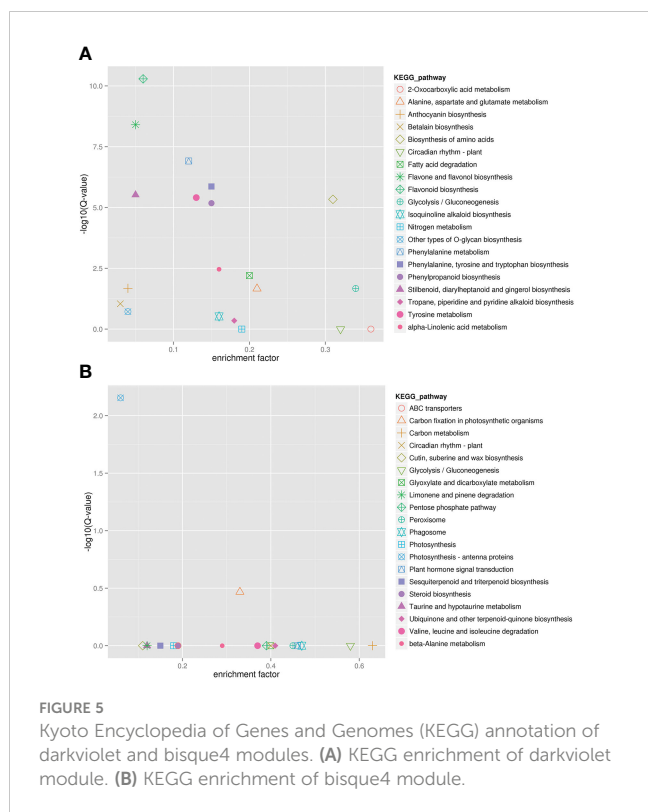 A
KEGG_pathway
2-Oxocarboxylic acid metabolism
Alanine, aspartate and glutamate metabolism
Anthocyanin biosynthesis
Betalain biosynthesis
Biosynthesis of amino acids
Circadian rhythm - plant
Fatty acid degradation
Flavone and flavonol biosynthesis
Flavonoid biosynthesis
Glycolysis / Gluconeogenesis
Isoquinoline alkaloid biosynthesis
Nitrogen metabolism
Other types of O-glycan biosynthesis
Phenylalanine metabolism
Phenylalanine, tyrosine and tryptophan biosynthesis
Phenylpropanoid biosynthesis
Stilbenoid, diarylheptanoid and gingerol biosynthesis
Tropane, piperidine and pyridine alkaloid biosynthesis
Tyrosine metabolism
alpha-Linolenic acid metabolism
-log10(Q-value)
10.0
7.5
5.0
2.5
0.0
0.1
0.2
0.3
enrichment factor
B
KEGG_pathway
ABC transporters
Carbon fixation in photosynthetic organisms
Carbon metabolism
Circadian rhythm - plant
Cutin, suberine and wax biosynthesis
Glycolysis / Gluconeogenesis
Glyoxylate and dicarboxylate metabolism
Limonene and pinene degradation
Pentose phosphate pathway
Peroxisome
Phagosome
Photosynthesis
Photosynthesis - antenna proteins
Plant hormone signal transduction
Sesquiterpenoid and triterpenoid biosynthesis
Steroid biosynthesis
Taurine and hypotaurine metabolism
Ubiquinone and other terpenoid-quinone biosynthesis
Valine, leucine and isoleucine degradation
beta-Alanine metabolism
-log10(Q-value)
2.0
1.5
1.0
0.5
0.0
0.2
0.4
0.6
enrichment factor
FIGURE 5
Kyoto Encyclopedia of Genes and Genomes (KEGG) annotation of
darkviolet and bisque4 modules. (A) KEGG enrichment of darkviolet
module. (B) KEGG enrichment of bisque4 module.